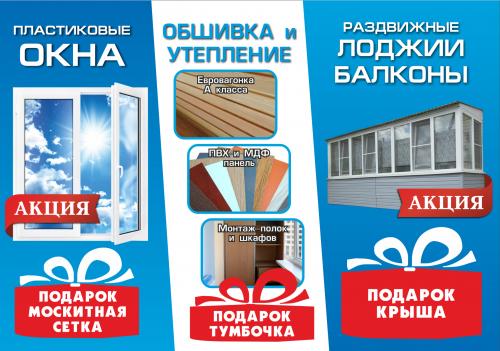 ПЛАСТИКОВЫЕ
ОКНА
АКЦИЯ
ПОДАРОК
МОСКИТНАЯ
СЕТКА
ОБШИВКА и
УТЕПЛЕНИЕ
Евровагонка
А класса
ПВХ и МДФ
панель
Монтаж полок
и шкафов
ПОДАРОК
ТУМБОЧКА
РАЗДВИЖНЫЕ
ЛОДЖИИ
БАЛКОНЫ
АКЦИЯ
ПОДАРОК
КРЫША